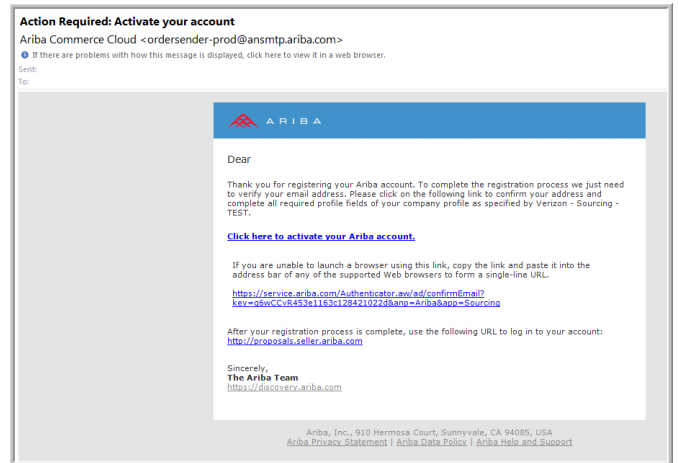 Action Required: Activate your account
Ariba Commerce Cloud <ordersender-prod@ansmtp.ariba.com>
If there are problems with how this message is displayed, click here to view it in a web browser.
Sent:
To:
ARIBA
Dear
Thank you for registering your Ariba account. To complete the registration process we just need
to verify your email address. Please click on the following link to confirm your address and
complete all required profile fields of your company profile as specified by Verizon - Sourcing -
TEST.
Click here to activate your Ariba account.
If you are unable to launch a browser using this link, copy the link and paste it into the
address bar of any of the supported Web browsers to form a single-line URL.
https://service.ariba.com/Authenticator.aw/ad/confirmEmail?
key=q6wCCvR453e1163c128421022d&anp=Ariba&app=Sourcing
After your registration process is complete, use the following URL to log in to your account:
http://proposals.seller.ariba.com
Sincerely,
The Ariba Team
https://discovery.ariba.com
Ariba, Inc., 910 Hermosa Court, Sunnyvale, CA 94085, USA
Ariba Privacy Statement | Ariba Data Policy | Ariba Help and Support